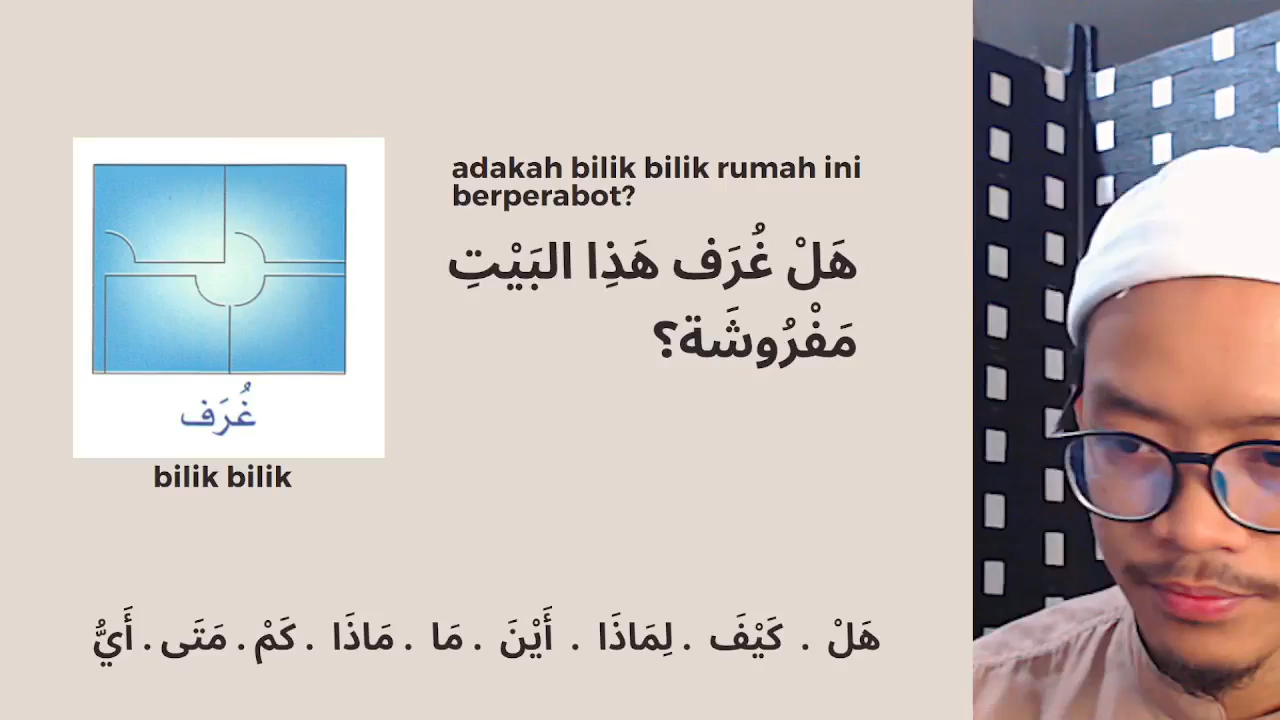 adakah bilik bilik rumah ini
berperabot?
هَلْ غُرَف هَذِا البَيْتِ
مَفْرُوشَة؟
غُرَف
bilik bilik
هَلْ . كَيْفَ . لِمَاذَا . أَيْنَ . مَا . مَاذَا . كَمْ . مَتَى . أَيُّ